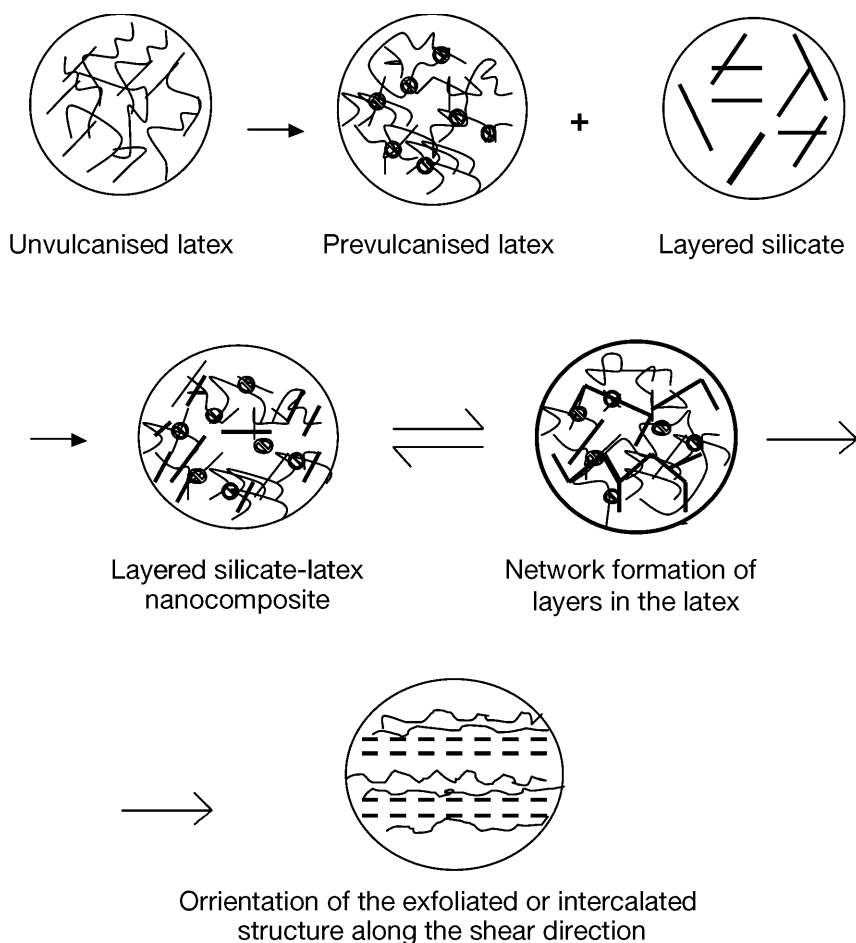 +
Unvulcanised latex
Prevulcanised latex
Layered silicate
Layered silicate-latex
nanocomposite
Network formation of
layers in the latex
Orrientation of the exfoliated or intercalated
structure along the shear direction